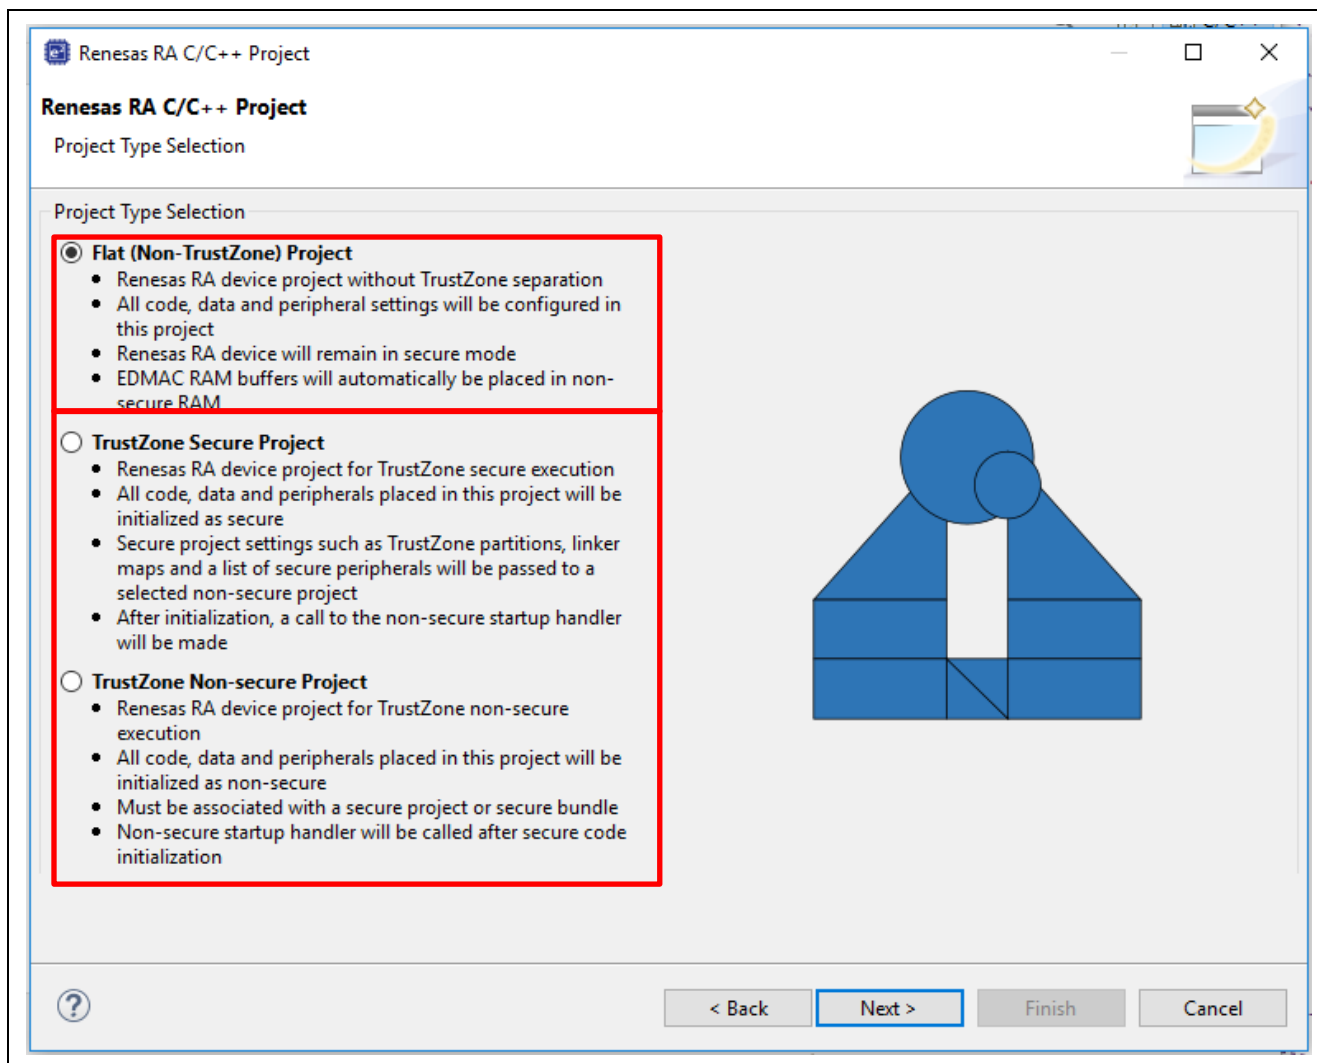 Renesas RA C/C++ Project
Renesas RA C/C++ Project
Project Type Selection
Project Type Selection
Flat (Non-TrustZone) Project
• Renesas RA device project without TrustZone separation
• All code, data and peripheral settings will be configured in
this project
• Renesas RA device will remain in secure mode
• EDMAC RAM buffers will automatically be placed in non-
secure RAM
TrustZone Secure Project
• Renesas RA device project for TrustZone secure execution
• All code, data and peripherals placed in this project will be
initialized as secure
• Secure project settings such as TrustZone partitions, linker
maps and a list of secure peripherals will be passed to a
selected non-secure project
• After initialization, a call to the non-secure startup handler
will be made
TrustZone Non-secure Project
• Renesas RA device project for TrustZone non-secure
execution
• All code, data and peripherals placed in this project will be
initialized as non-secure
• Must be associated with a secure project or secure bundle
• Non-secure startup handler will be called after secure code
initialization
?
< Back
Next >
Finish
Cancel